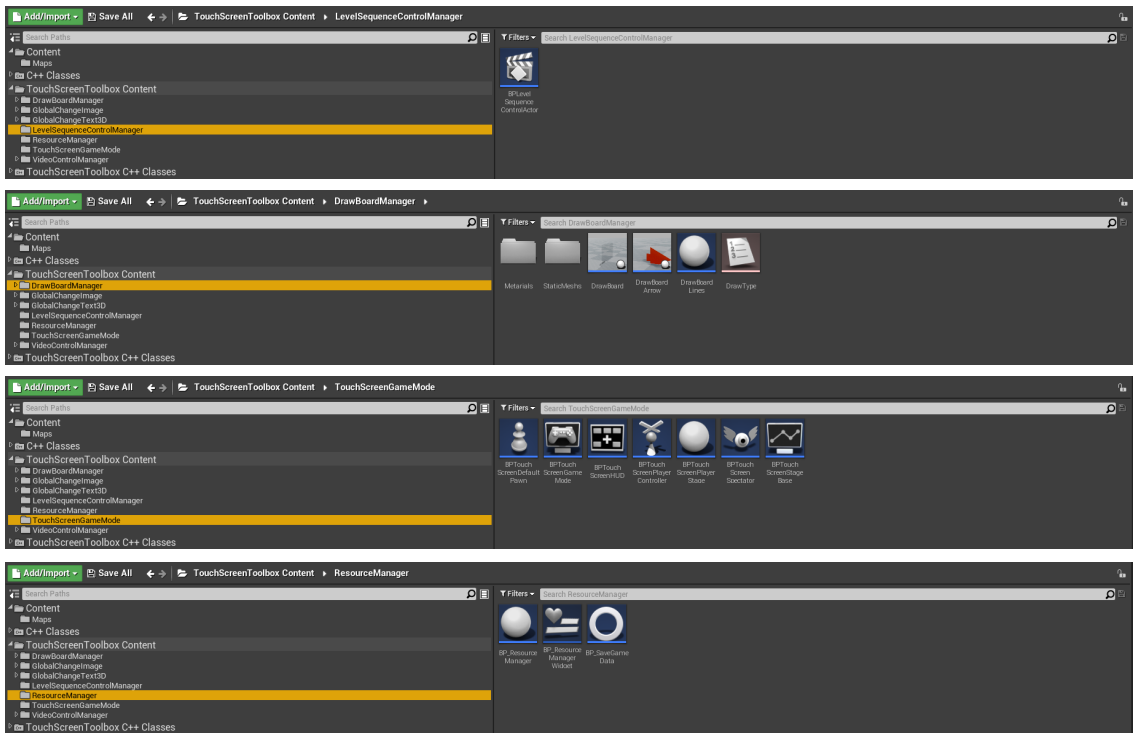 Add/Import Save All TouchScreenToolbox Content LevelSequenceControlManager
Search Paths
Content
Maps
C++ Classes
TouchScreenToolbox Content
DrawBoardManager
GlobalChangeImage
GlobalChangeText3D
LevelSequenceControlManager
ResourceManager
TouchScreenGameMode
VideoControlManager
TouchScreenToolbox C++ Classes
Filters Search LevelSequenceControlManager
BPLevel
Sequence
ControlActor
Add/Import Save All TouchScreenToolbox Content DrawBoardManager
Search Paths
Content
Maps
C++ Classes
TouchScreenToolbox Content
DrawBoardManager
GlobalChangeImage
GlobalChangeText3D
LevelSequenceControlManager
ResourceManager
TouchScreenGameMode
VideoControlManager
TouchScreenToolbox C++ Classes
Filters Search DrawBoardManager
Metarials
StaticMeshs
DrawBoard
DrawBoard
Arrow
DrawBoard
Lines
DrawType
Add/Import Save All TouchScreenToolbox Content TouchScreenGameMode
Search Paths
Content
Maps
C++ Classes
TouchScreenToolbox Content
DrawBoardManager
GlobalChangeImage
GlobalChangeText3D
LevelSequenceControlManager
ResourceManager
TouchScreenGameMode
VideoControlManager
TouchScreenToolbox C++ Classes
Filters Search TouchScreenGameMode
BPTouch
ScreenDefault
Pawn
BPTouch
ScreenGame
Mode
BPTouch
ScreenHUD
BPTouch
ScreenPlayer
Controller
BPTouch
ScreenPlayer
Stage
BPTouch
Screen
Spectator
BPTouch
ScreenStage
Base
Add/Import Save All TouchScreenToolbox Content ResourceManager
Search Paths
Content
Maps
C++ Classes
TouchScreenToolbox Content
DrawBoardManager
GlobalChangeImage
GlobalChangeText3D
LevelSequenceControlManager
ResourceManager
TouchScreenGameMode
VideoControlManager
TouchScreenToolbox C++ Classes
Filters Search ResourceManager
BP_Resource
Manager
BP_Resource
Manager
Widget
BP_SaveGame
Data